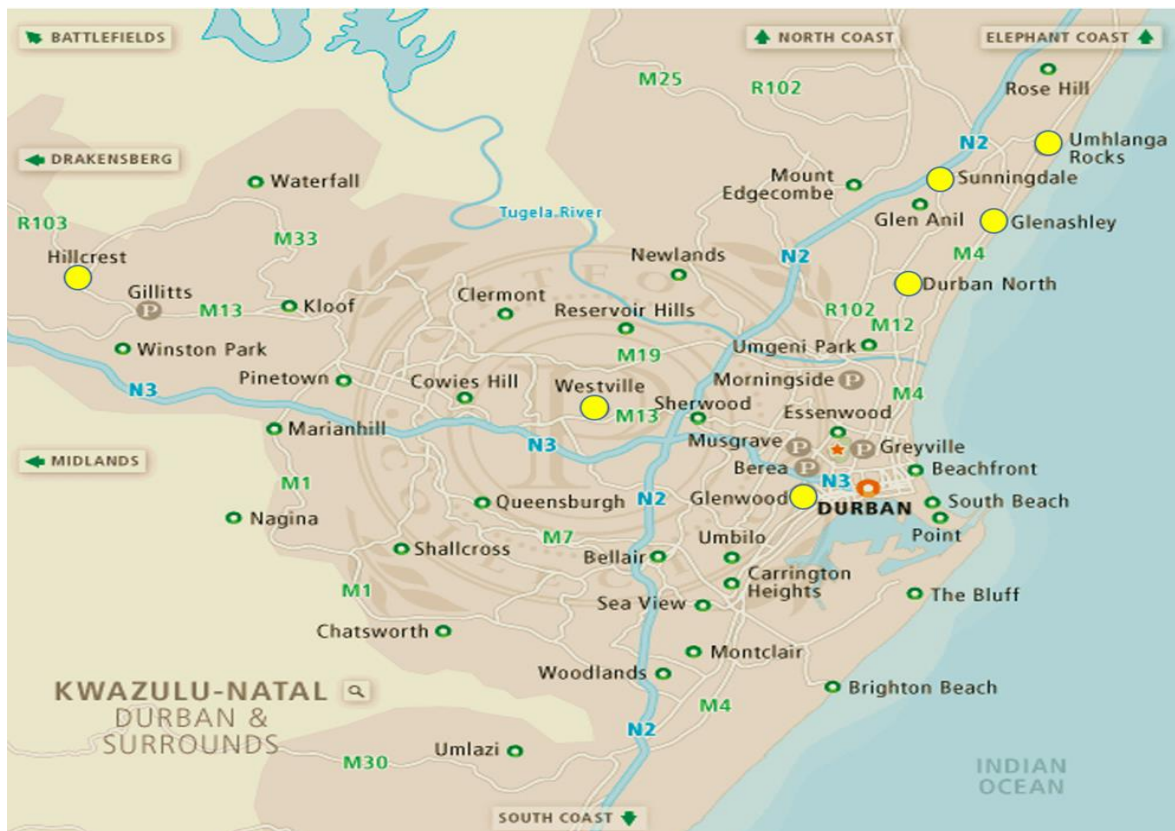 BATTLEFIELDS
NORTH COAST
ELEPHANT COAST
M25
R102
Rose Hill
N2
Umhlanga
Rocks
DRAKENSBERG
Waterfall
Mount
Edgecombe
Sunningdale
Tugela River
Glen Anil
Glenashley
R103
M33
Hillcrest
Newlands
N2
M4
Gillitts
P
M13
Kloof
Clermont
Reservoir Hills
Durban North
R102
M12
Winston Park
M19
Umgeni Park
N3
Pinetown
Cowies Hill
Westville
Morningside
P
M4
M13
Sherwood
Essenwood
Marianhill
N3
Musgrave
P
P
Greyville
MIDLANDS
Berea
P
Beachfront
M1
N3
N2
Glenwood
DURBAN
South Beach
Nagina
Queensburgh
Point
M7
Umbilo
Shallcross
Bellair
Carrington
Heights
M1
Sea View
The Bluff
Chatsworth
Montclair
Woodlands
Brighton Beach
KWAZULU-NATAL
DURBAN &
SURROUNDS
M4
N2
Umlazi
M30
INDIAN
OCEAN
SOUTH COAST